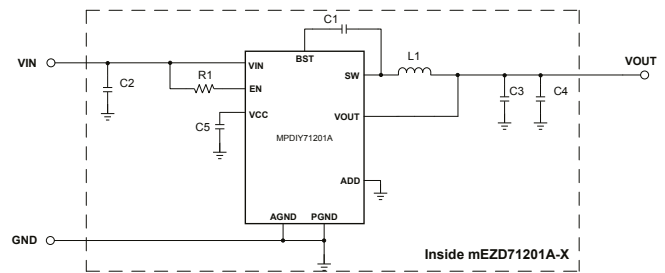 C1
L1
VIN
VOUT
BST
VIN
SW
R1
C2
EN
C3
C4
VCC
C5
VOUT
MPDIY71201A
ADD
AGND
PGND
GND
Inside mEZD71201A-X